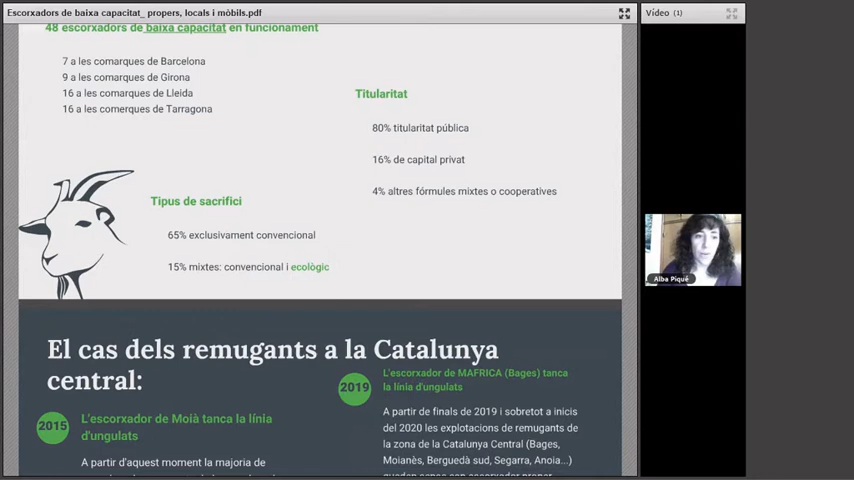 Escorxadors de baixa capacitat_ propers, locals i mòbils.pdf
Vídeo (1)
48 escorxadors de baixa capacitat en funcionament
7 a les comarques de Barcelona
9 a les comarques de Girona
16 a les comarques de Lleida
16 a les comerques de Tarragona
Titularitat
80% titularitat pública
16% de capital privat
4% altres fórmules mixtes o cooperatives
Tipus de sacrifici
65% exclusivament convencional
15% mixtes: convencional i ecològic
Alba Piqué
El cas dels remugants a la Catalunya
central:
2015
L'escorxador de Moià tanca la línia
d'ungulats
A partir d'aquest moment la majoria de
2019
L'escorxador de MAFRICA (Bages) tanca
la línia d'ungulats
A partir de finals de 2019 i sobretot a inicis
del 2020 les explotacions de remugants de
la zona de la Catalunya Central (Bages,
Moianès, Berguedà sud, Segarra, Anoia...)